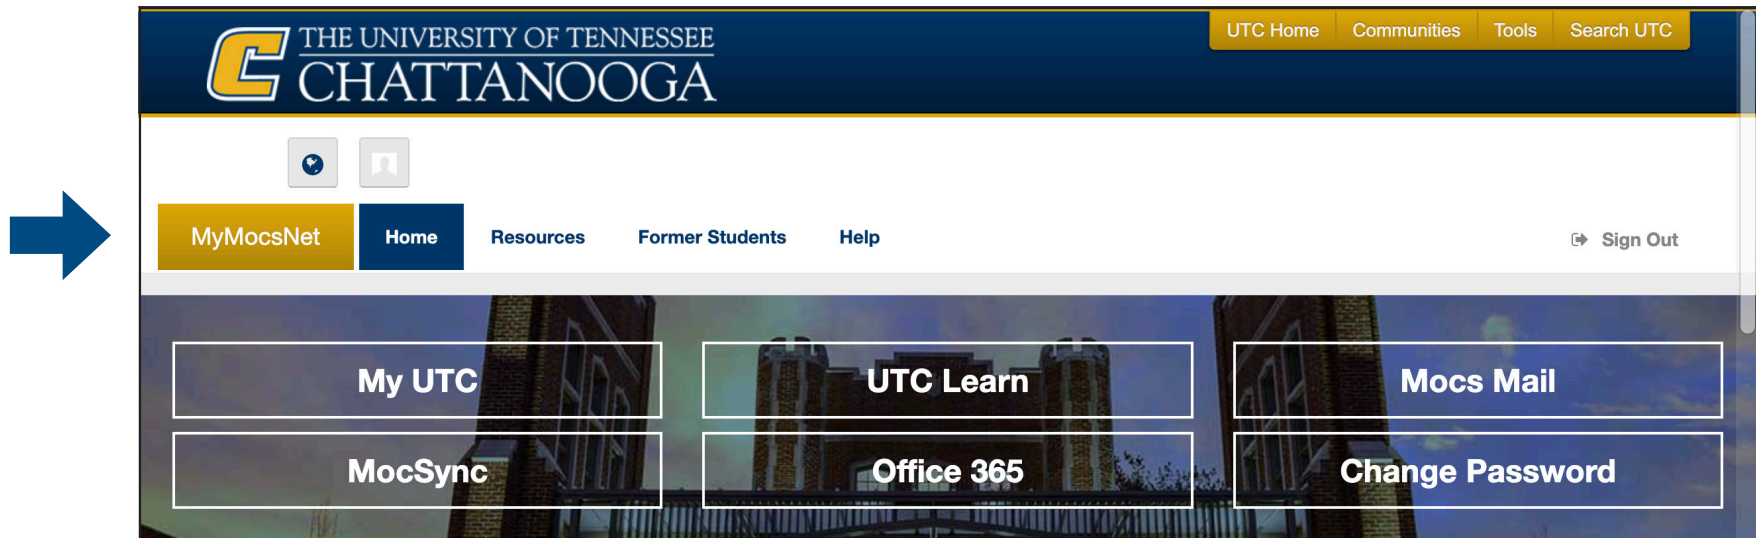 THE UNIVERSITY OF TENNESSEE
CHATTANOOGA
UTC Home Communities Tools Search UTC
MyMocsNet Home Resources Former Students Help Sign Out
My UTC UTC Learn Mocs Mail
MocSync Office 365 Change Password